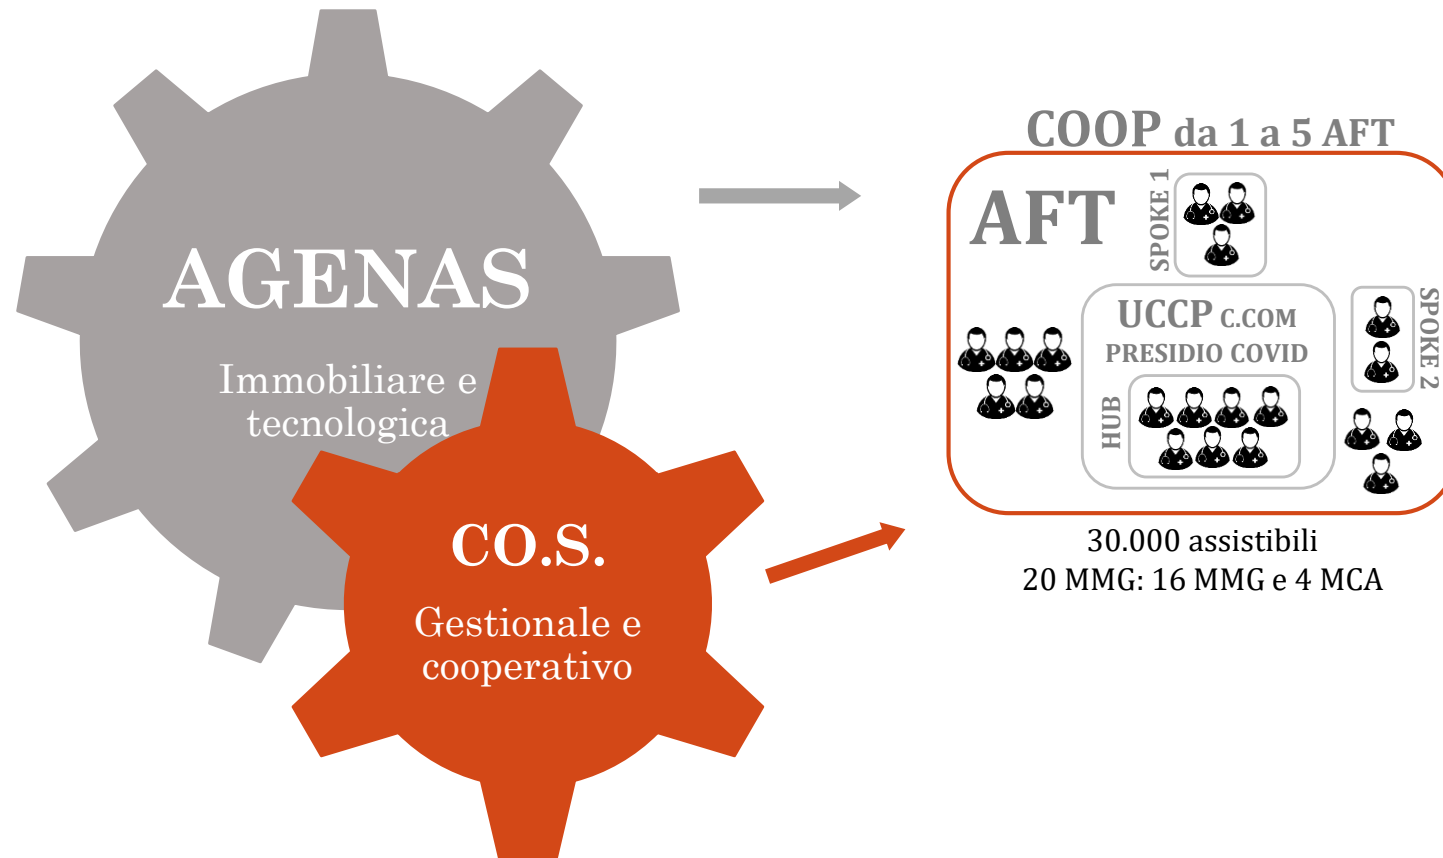 AGENAS
Immobiliare e
tecnologica
CO.S.
Gestionale e
cooperativo
COOP da 1 a 5 AFT
AFT
SPOKE 1
UCCP C.COM
PRESIDIO COVID
HUB
SPOKE 2
30.000 assistibili
20 MMG: 16 MMG e 4 MCA